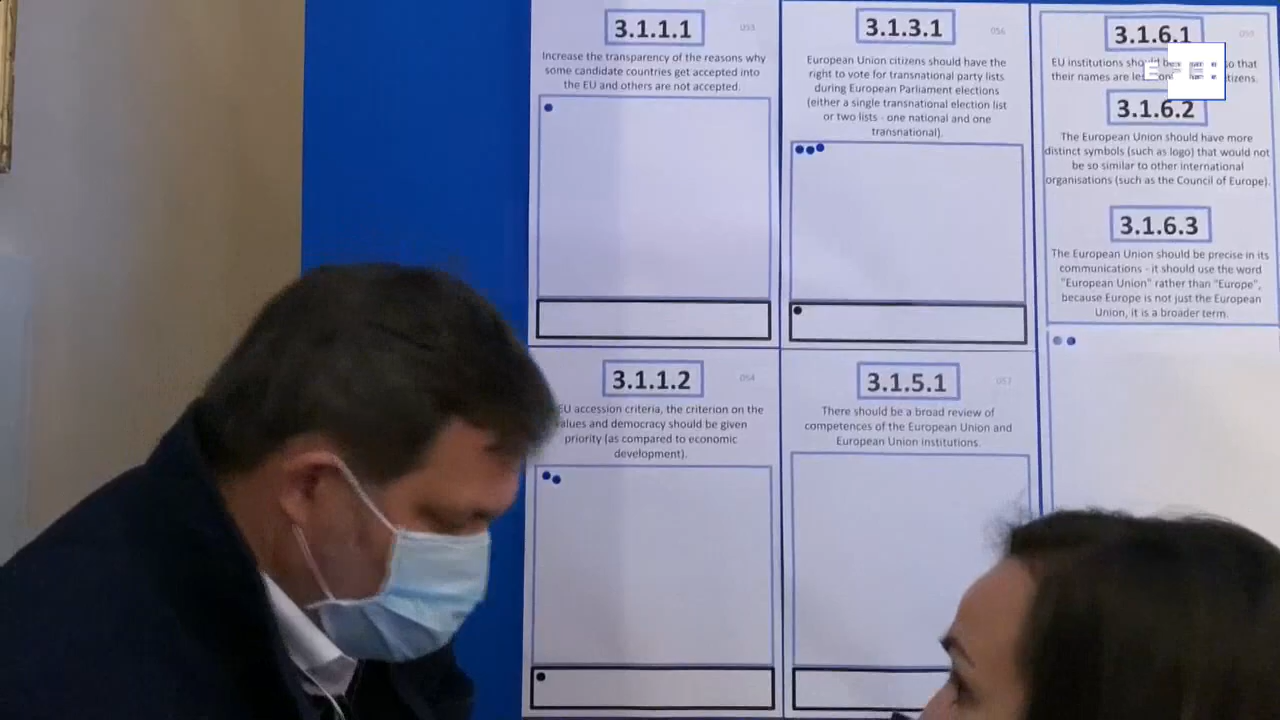 3.1.1.1
055
Increase the transparency of the reasons why
some candidate countries get accepted into
the EU and others are not accepted.
3.1.3.1
056
European Union citizens should have the
right to vote for transnational party lists
during European Parliament elections
(either a single transnational election list
or two lists - one national and one
transnational).
3.1.6.1
EU institutions should be so that
their names are less
3.1.6.2
The European Union should have more
distinct symbols (such as logo) that would not
be so similar to other international
organisations (such as the Council of Europe).
3.1.6.3
The European Union should be precise in its
communications - it should use the word
"European Union" rather than "Europe",
because Europe is not just the European
Union, it is a broader term.
3.1.1.2
054
EU accession criteria, the criterion on the
values and democracy should be given
priority (as compared to economic
development).
3.1.5.1
057
There should be a broad review of
competences of the European Union and
European Union institutions.